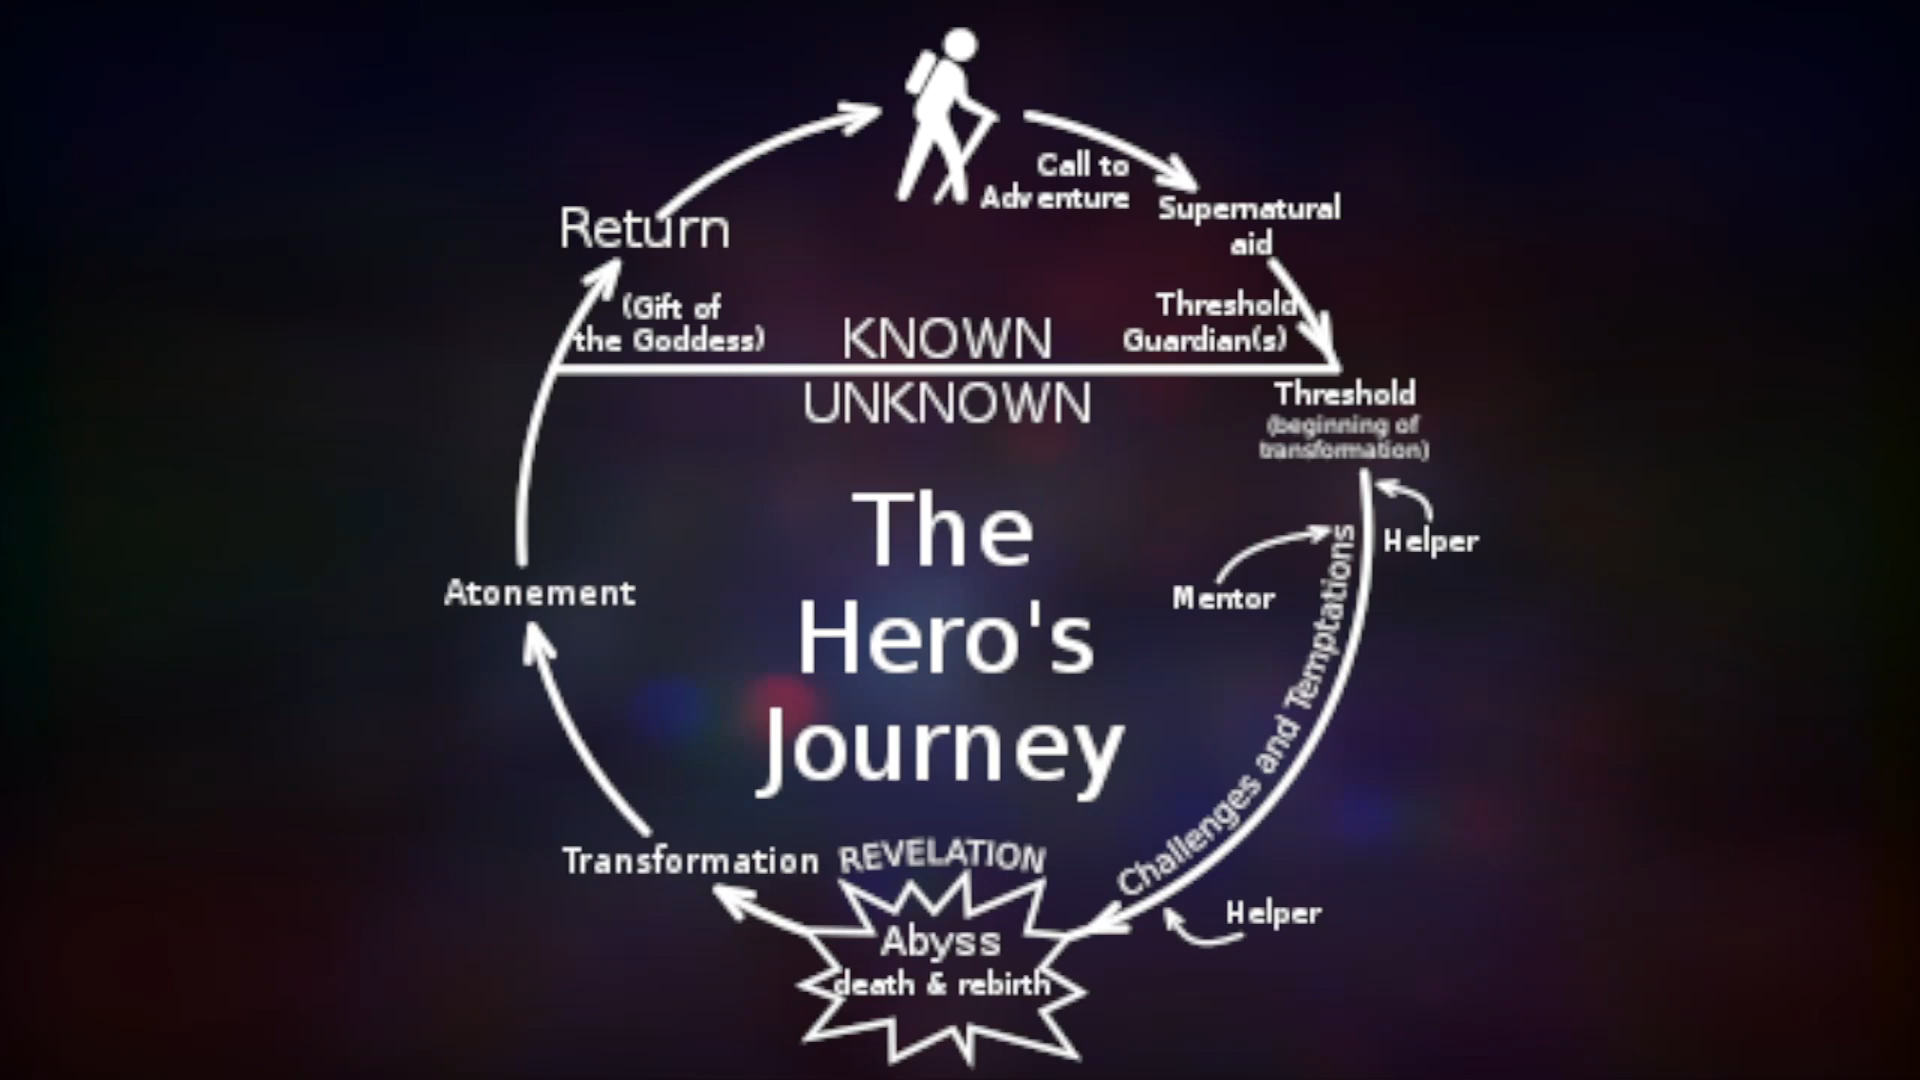 Call to
Adventure
Supernatural
aid
Return
(Gift of
the Goddess)
KNOWN
Threshold
Guardian(s)
UNKNOWN
Threshold
(beginning of
transformation)
Helper
Mentor
Challenges and Temptations
The
Hero's
Journey
Atonement
Transformation
REVELATION
Helper
Abyss
death & rebirth